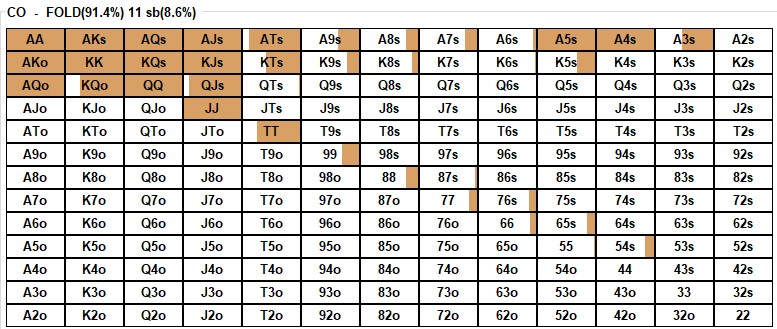 CO - FOLD(91.4%) 11 sb(8.6%)
AA AKs AQs AJs ATs A9s A8s A7s A6s A5s A4s A3s A2s
AKo KK KQs KJs KTs K9s K8s K7s K6s K5s K4s K3s K2s
AQo KQo QQ QJs QTs Q9s Q8s Q7s Q6s Q5s Q4s Q3s Q2s
AJo KJo QJo JJ JTs J9s J8s J7s J6s J5s J4s J3s J2s
ATo KTo QTo JTo TT T9s T8s T7s T6s T5s T4s T3s T2s
A9o K9o Q9o J9o T9o 99 98s 97s 96s 95s 94s 93s 92s
A8o K8o Q8o J8o T8o 98o 88 87s 86s 85s 84s 83s 82s
A7o K7o Q7o J7o T7o 97o 87o 77 76s 75s 74s 73s 72s
A6o K6o Q6o J6o T6o 96o 86o 76o 66 65s 64s 63s 62s
A5o K5o Q5o J5o T5o 95o 85o 75o 65o 55 54s 53s 52s
A4o K4o Q4o J4o T4o 94o 84o 74o 64o 54o 44 43s 42s
A3o K3o Q3o J3o T3o 93o 83o 73o 63o 53o 43o 33 32s
A2o K2o Q2o J2o T2o 92o 82o 72o 62o 52o 42o 32o 22